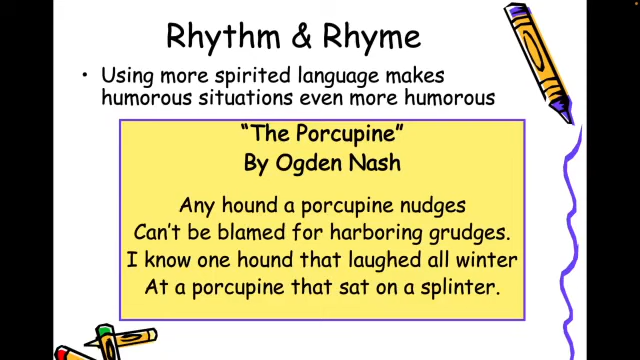 Rhythm & Rhyme
• Using more spirited language makes
humorous situations even more humorous
“The Porcupine”
By Ogden Nash
Any hound a porcupine nudges
Can’t be blamed for harboring grudges.
I know one hound that laughed all winter
At a porcupine that sat on a splinter.